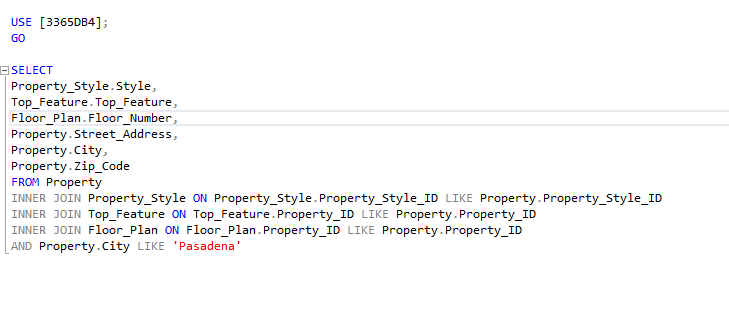 USE [3365DB4];
GO
SELECT
Property_Style.Style,
Top_Feature.Top_Feature,
Floor_Plan.Floor_Number,
Property.Street_Address,
Property.City,
Property.Zip_Code
FROM Property
INNER JOIN Property_Style ON Property_Style.Property_Style_ID LIKE Property.Property_Style_ID
INNER JOIN Top_Feature ON Top_Feature.Property_ID LIKE Property.Property_ID
INNER JOIN Floor_Plan ON Floor_Plan.Property_ID LIKE Property.Property_ID
AND Property.City LIKE 'Pasadena'